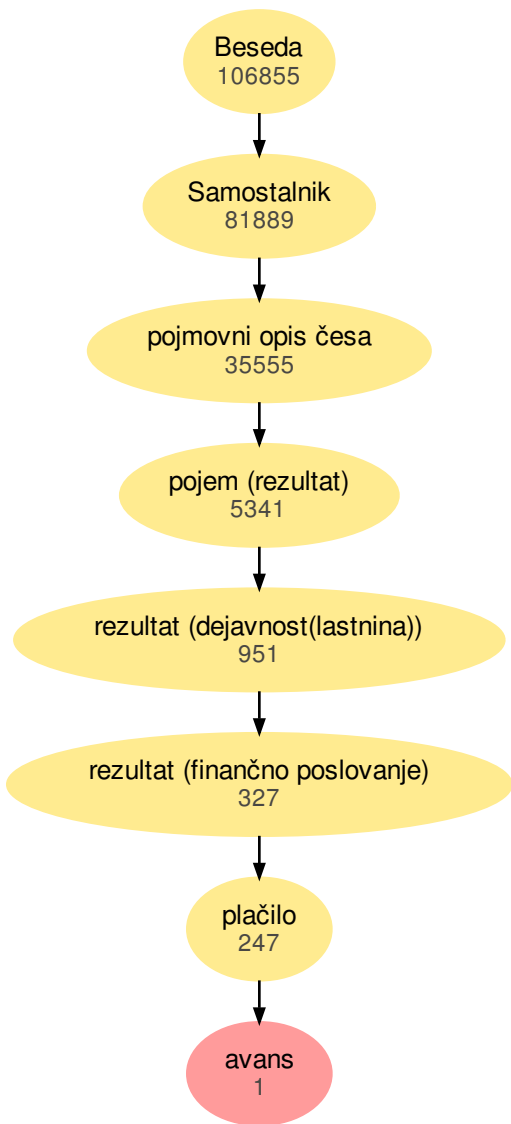 Beseda
106855
Samostalnik
81889
pojmovni opis česa
35555
pojem (rezultat)
5341
rezultat (dejavnost(lastnina))
951
rezultat (finančno poslovanje)
327
plačilo
247
avans
1